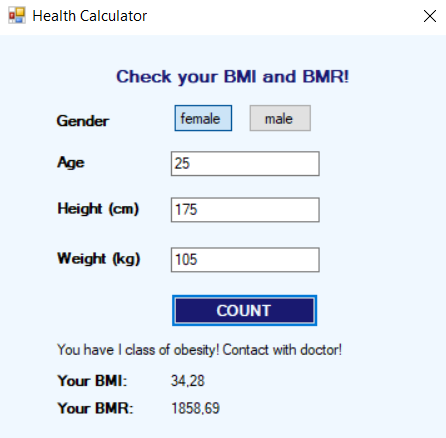 Health Calculator
Check your BMI and BMR!
Gender female male
Age 25
Height (cm) 175
Weight (kg) 105
COUNT
You have I class of obesity! Contact with doctor!
Your BMI: 34,28
Your BMR: 1858,69